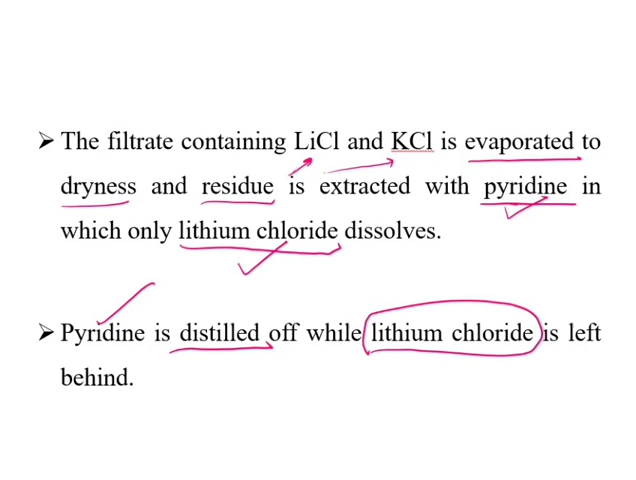 ➢ The filtrate containing LiCl and KCl is evaporated to
dryness and residue is extracted with pyridine in
which only lithium chloride dissolves.
➢ Pyridine is distilled off while lithium chloride is left
behind.